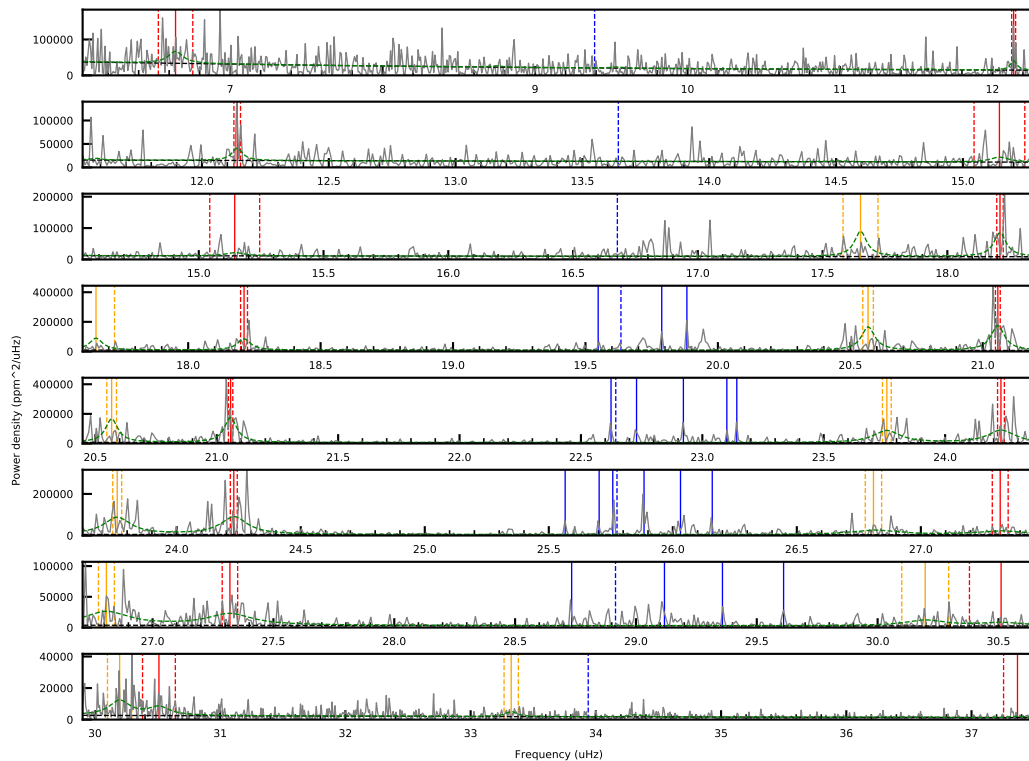 100000
0
7 8 9 10 11 12
100000
50000
0
12.0 12.5 13.0 13.5 14.0 14.5 15.0
200000
100000
0
15.0 15.5 16.0 16.5 17.0 17.5 18.0
400000
200000
0
18.0 18.5 19.0 19.5 20.0 20.5 21.0
400000
200000
0
20.5 21.0 21.5 22.0 22.5 23.0 23.5 24.0
Power density (ppm^2/uHz)
200000
0
24.0 24.5 25.0 25.5 26.0 26.5 27.0
100000
50000
0
27.0 27.5 28.0 28.5 29.0 29.5 30.0 30.5
40000
20000
0
30 31 32 33 34 35 36 37
Frequency (uHz)